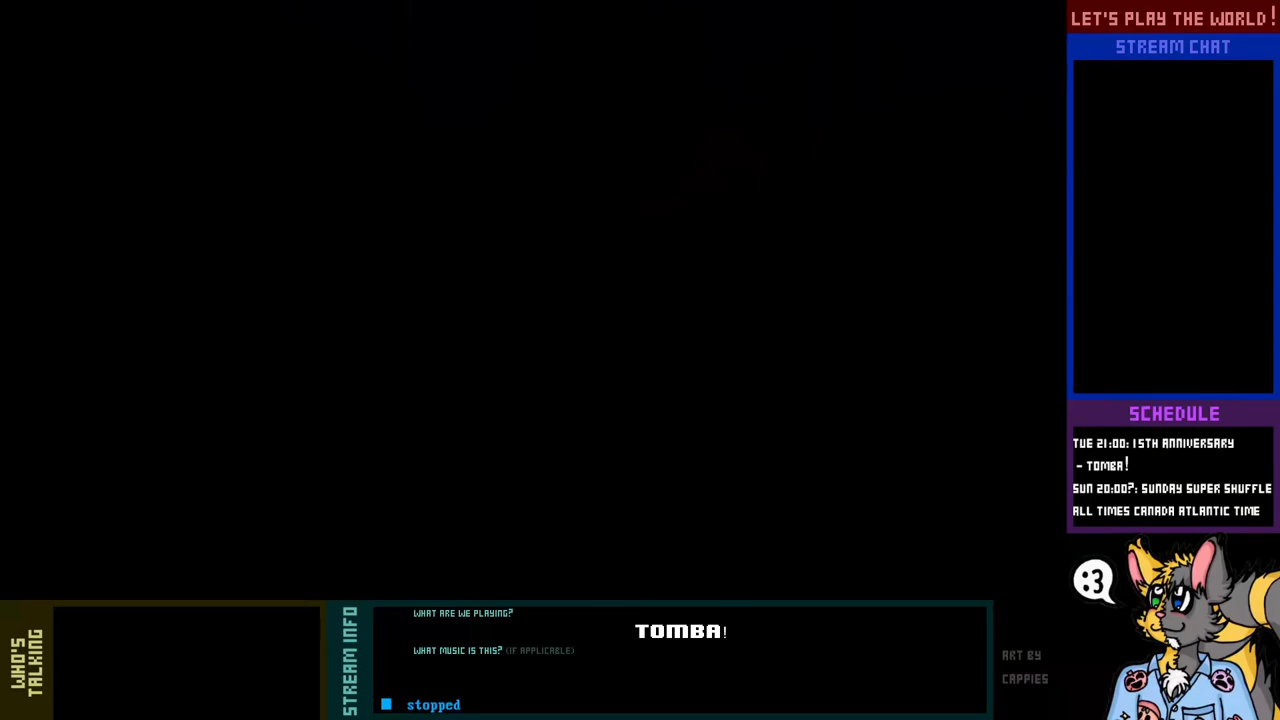 LET'S PLAY THE WORLD!
STREAM CHAT
SCHEDULE
TUE 21:00: 15TH ANNIVERSARY
- TOMBA!
SUN 20:00?: SUNDAY SUPER SHUFFLE
ALL TIMES CANADA ATLANTIC TIME
:3
WHO'S
TALKING
STREAM INFO
WHAT ARE WE PLAYING?
TOMBA!
WHAT MUSIC IS THIS? (IF APPLICABLE)
stopped
ART BY
CAPPIES